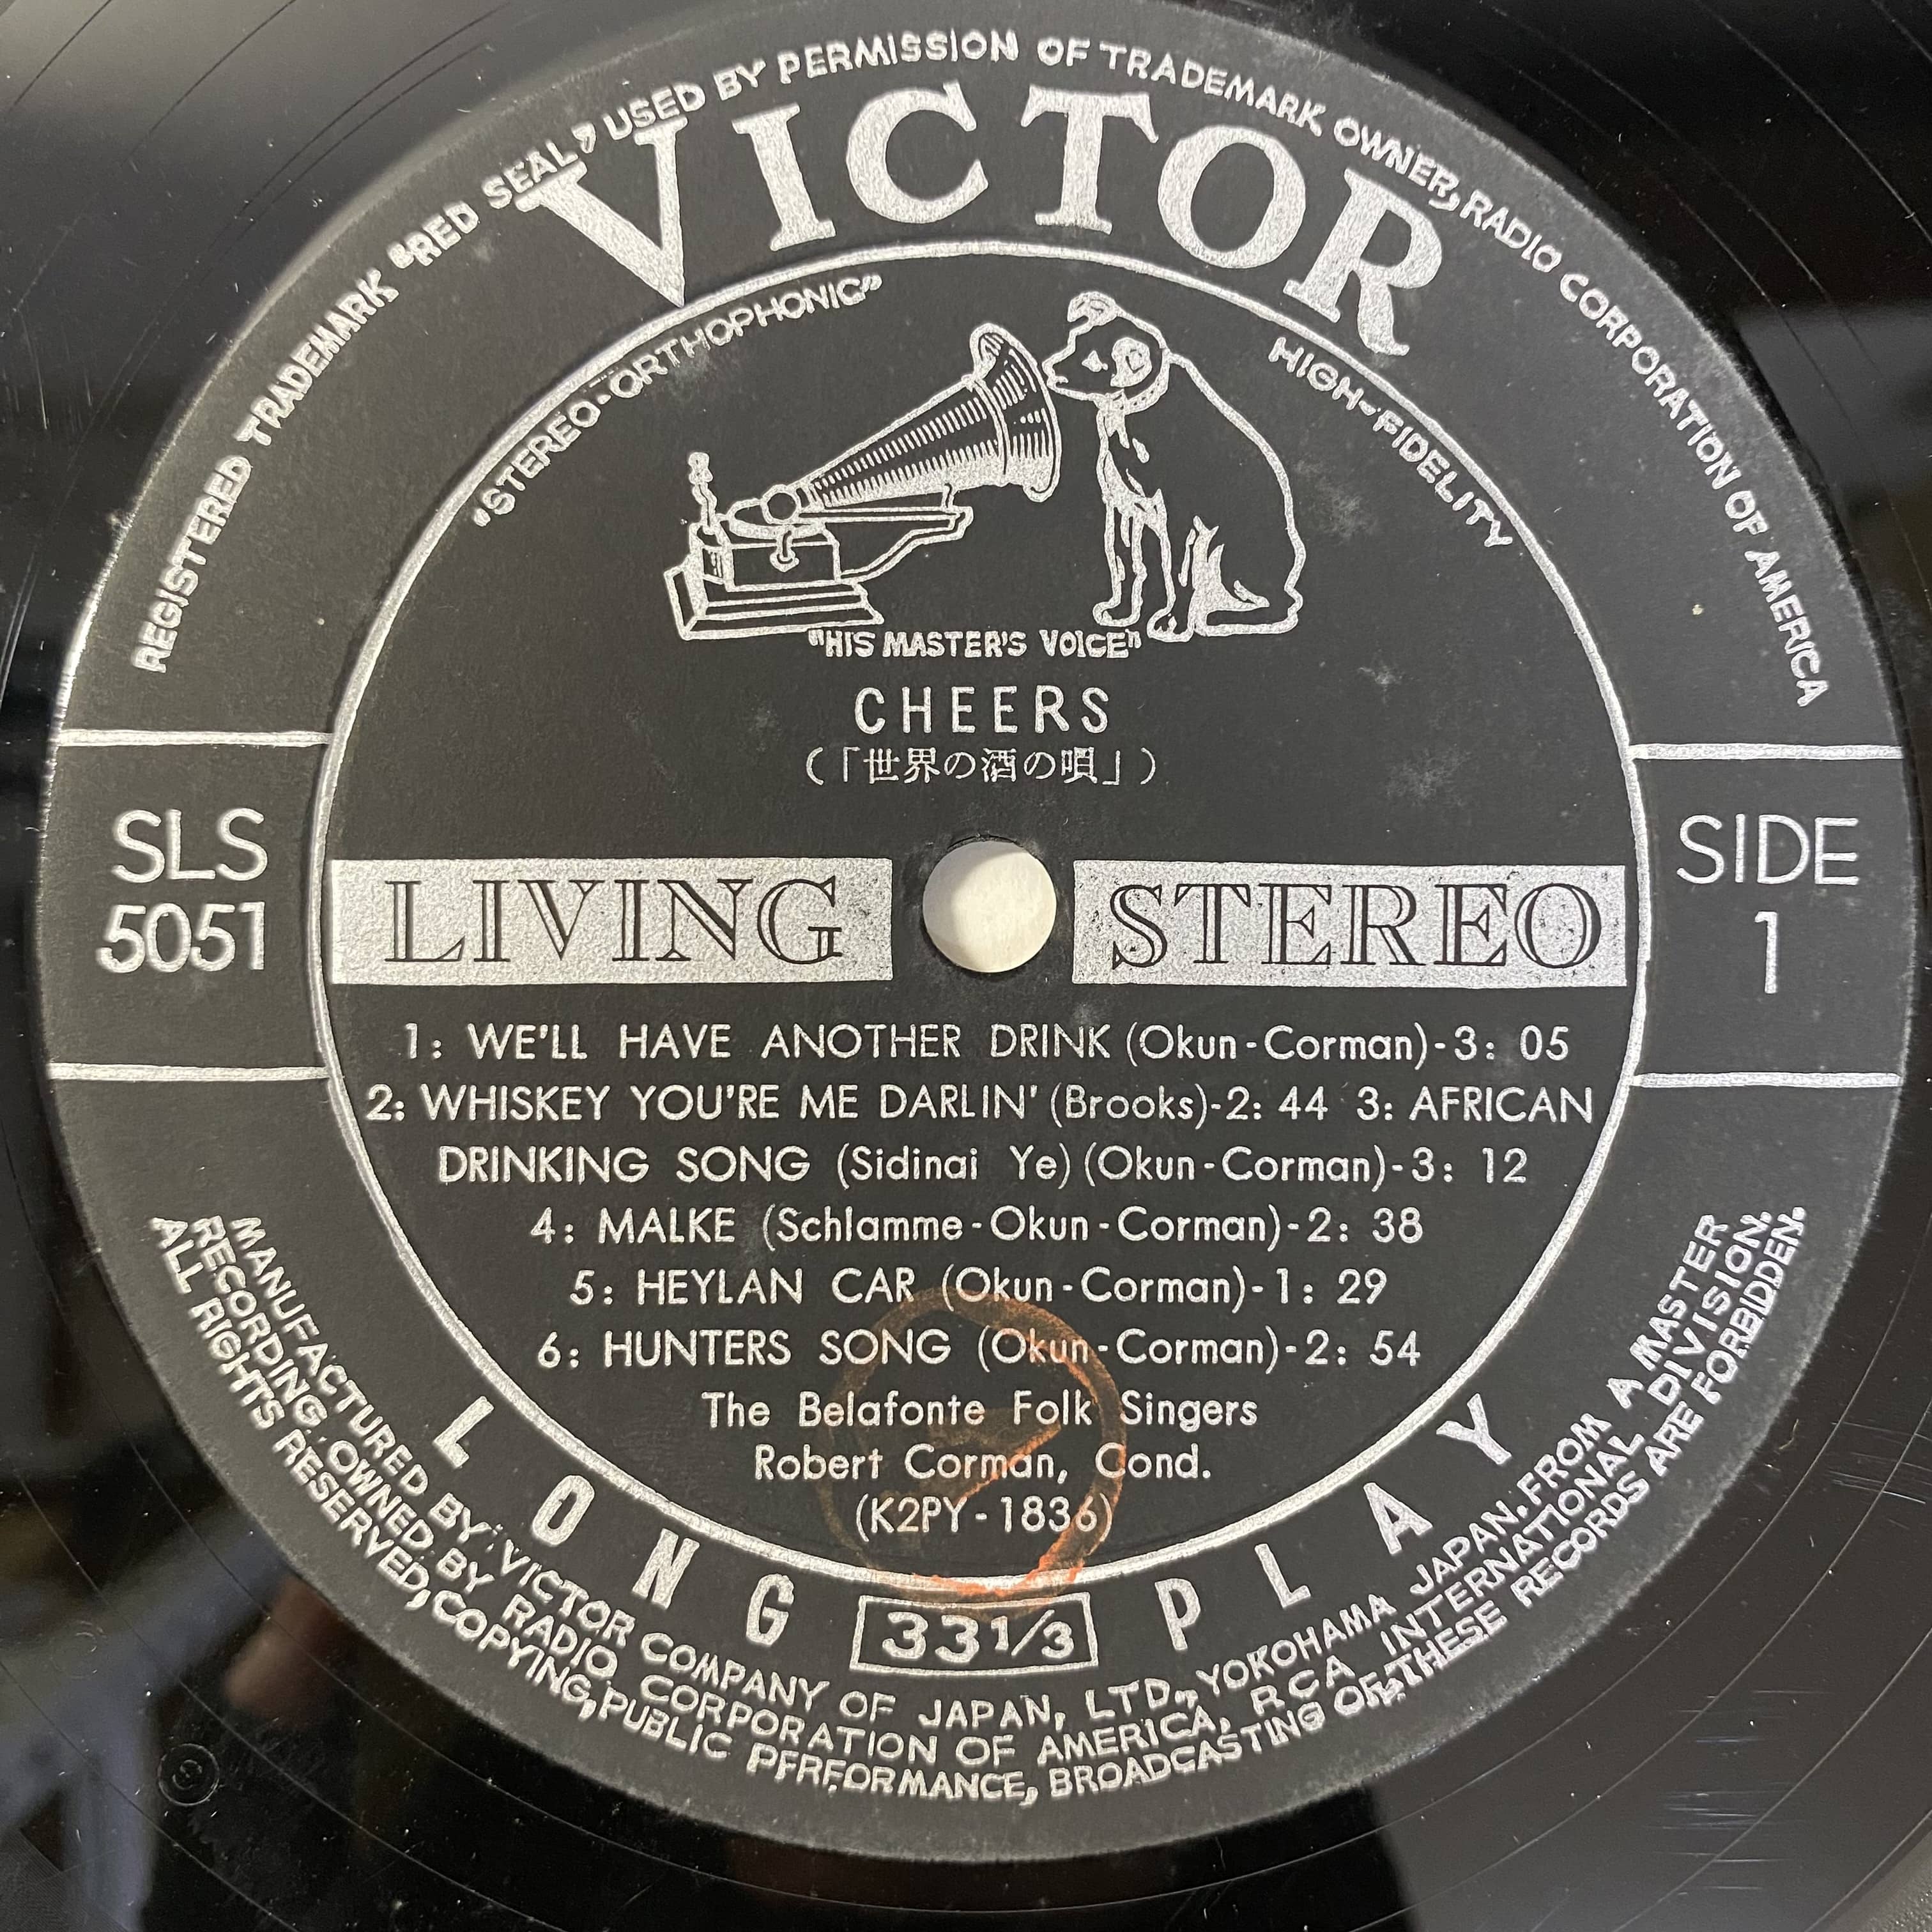 REGISTERED TRADEMARK "RED SEAL" USED BY PERMISSION OF TRADEMARK OWNER, RADIO CORPORATION OF AMERICA
VICTOR
"STEREO-ORTHOPHONIC"
HIGH-FIDELITY
"HIS MASTER'S VOICE"
CHEERS
(「世界の酒の唄」)
SLS
5051
SIDE
1
LIVING STEREO
1: WE'LL HAVE ANOTHER DRINK (Okun-Corman)-3: 05
2: WHISKEY YOU'RE ME DARLIN' (Brooks)-2: 44 3: AFRICAN
DRINKING SONG (Sidinai Ye) (Okun-Corman)-3: 12
4: MALKE (Schlamme-Okun-Corman)-2: 38
5: HEYLAN CAR (Okun-Corman)-1: 29
6: HUNTERS SONG (Okun-Corman)-2: 54
The Belafonte Folk Singers
Robert Corman, Cond.
(K2PY-1836)
LONG 33 1/3 PLAY
MANUFACTURED BY VICTOR COMPANY OF JAPAN, LTD., YOKOHAMA JAPAN. FROM A MASTER
RECORDING, OWNED BY RADIO CORPORATION OF AMERICA, RCA INTERNATIONAL DIVISION.
ALL RIGHTS RESERVED, COPYING, PUBLIC PERFORMANCE, BROADCASTING OF THESE RECORDS ARE FORBIDDEN.